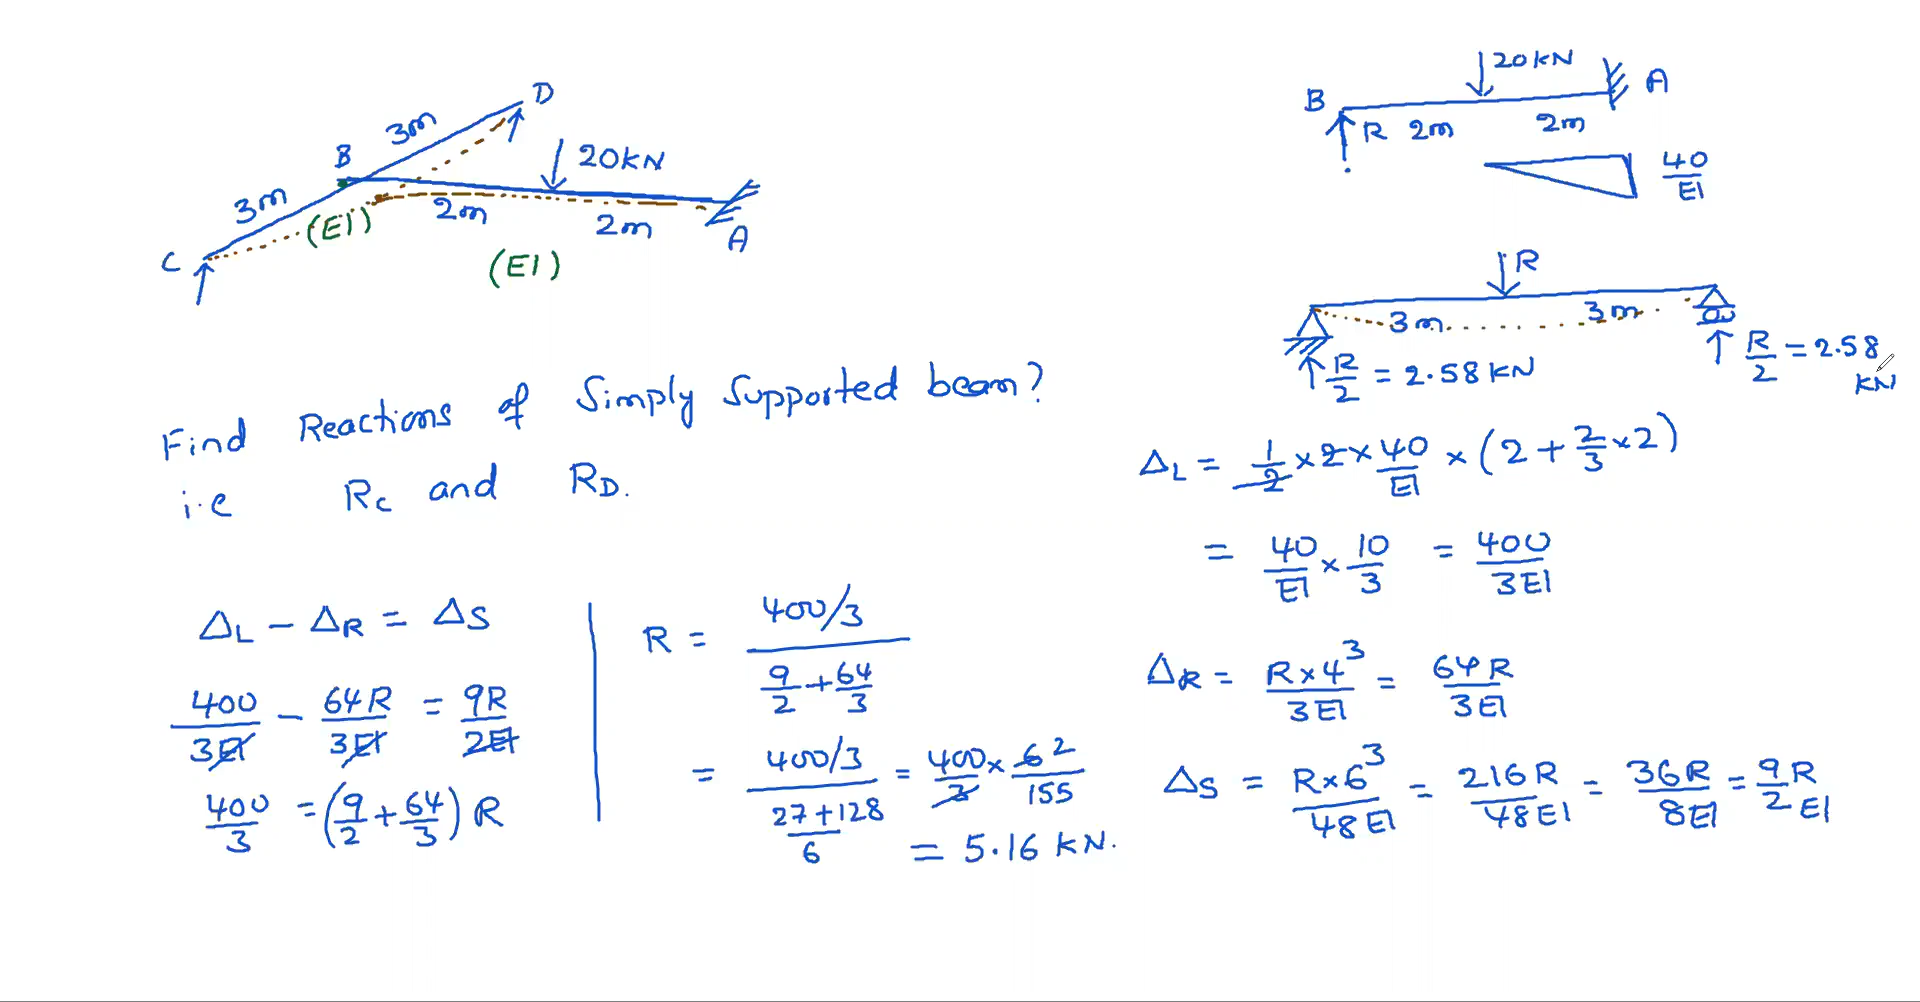 D
3m
B
20KN
3m
(EI)
2m
2m
C
A
(EI)
Find Reactions of Simply Supported beam?
i.e RC and RD.
ΔL - ΔR = ΔS
400/3EI - 64R/3EI = 9R/2EI
400/3 = (9/2 + 64/3) R
R = (400/3)/(9/2 + 64/3)
= (400/3)/((27+128)/6) = 400/3 × 6 2/155
= 5.16 KN.
20KN
B
A
R
2m
2m
40/EI
R
3m
3m
R/2 = 2.58 KN
R/2 = 2.58 KN
ΔL = 1/2 × 2 × 40/EI × (2 + 2/3 × 2)
= 40/EI × 10/3 = 400/3EI
ΔR = R×4³/3EI = 64R/3EI
ΔS = R×6³/48EI = 216R/48EI = 36R/8EI = 9/2 R/EI